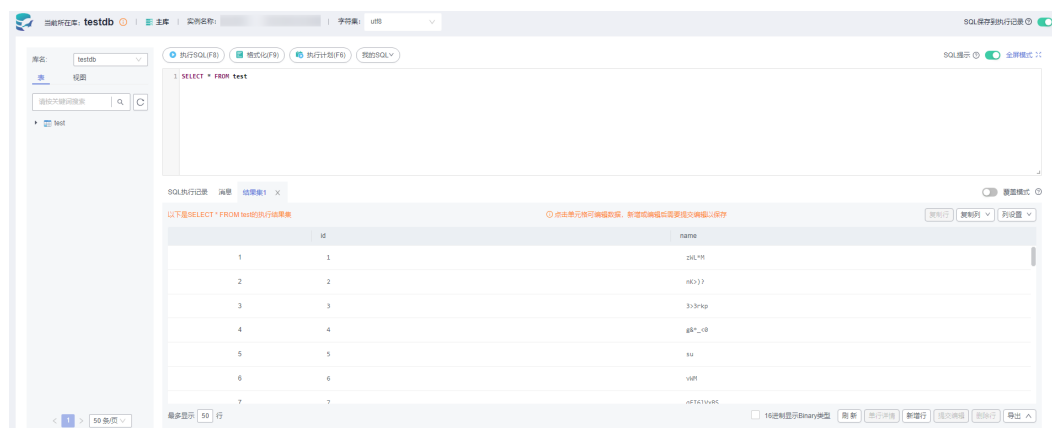 当前所在库: testdb 主库 实例名称: 字符集: utf8 SQL保存到执行记录
库名: testdb 执行SQL(F8) 格式化(F9) 执行计划(F6) 我的SQL SQL提示 全屏模式
表 视图
1 SELECT * FROM test
请按关键词搜索
test
SQL执行记录 消息 结果集1 × 覆盖模式
以下是SELECT * FROM test的执行结果集 点击单元格可编辑数据,新增或编辑后需要提交编辑以保存 复制行 复制列 列设置
id name
1 1 zWL^M
2 2 nK>)?
3 3 3>3rkp
4 4 g&^_<0
5 5 su
6 6 vWM
7 7
最多显示 50 行 16进制显示Binary类型 刷新 单行详情 新增行 提交编辑 删除行 导出
< 1 > 50 条/页